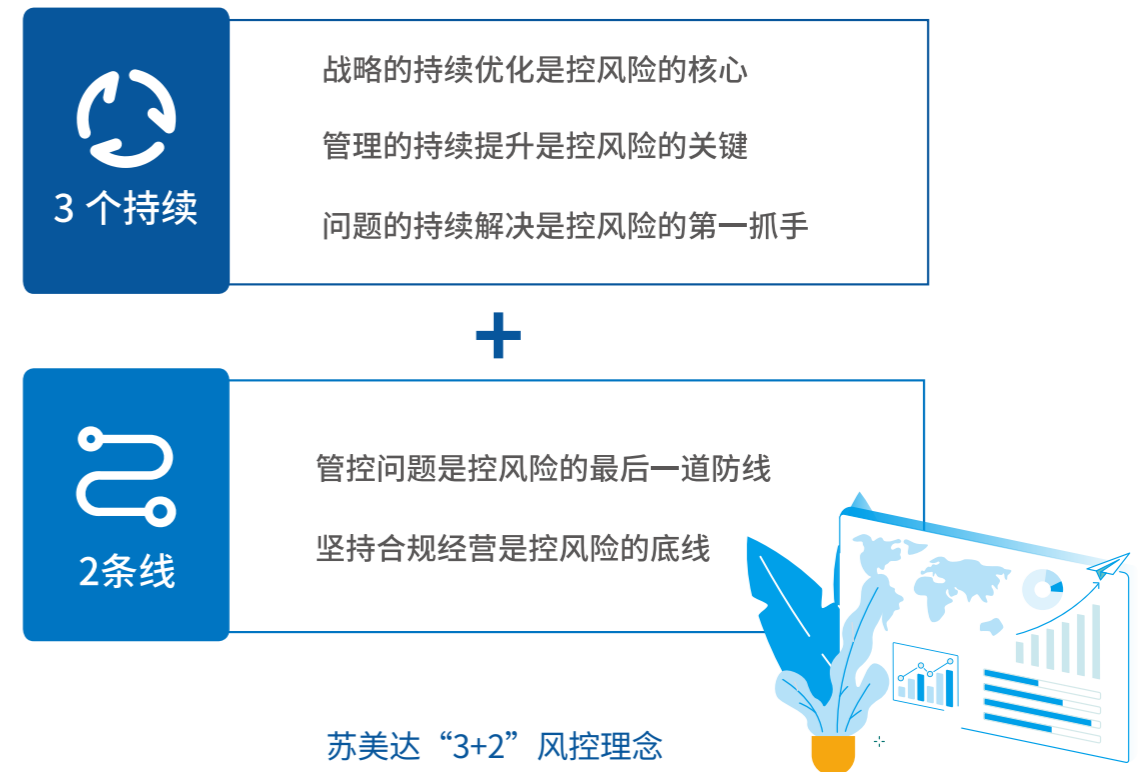 战略的持续优化是控风险的核心
管理的持续提升是控风险的关键
3 个持续
问题的持续解决是控风险的第一抓手
+
管控问题是控风险的最后一道防线
坚持合规经营是控风险的底线
2条线
苏美达“3+2”风控理念